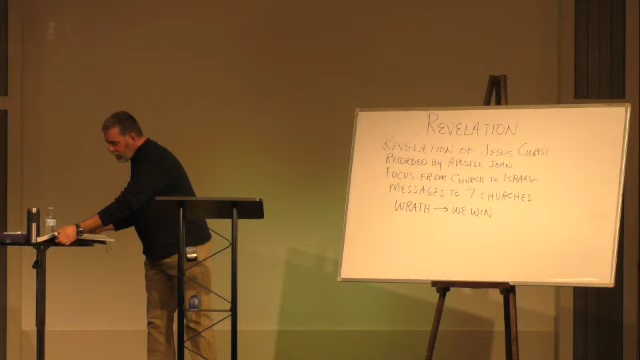 REVELATION
REVELATION OF JESUS CHRIST
RECORDED BY APOSTLE JOHN
FOCUS FROM CHURCH TO ISRAEL
MESSAGES TO 7 CHURCHES
WRATH → WE WIN